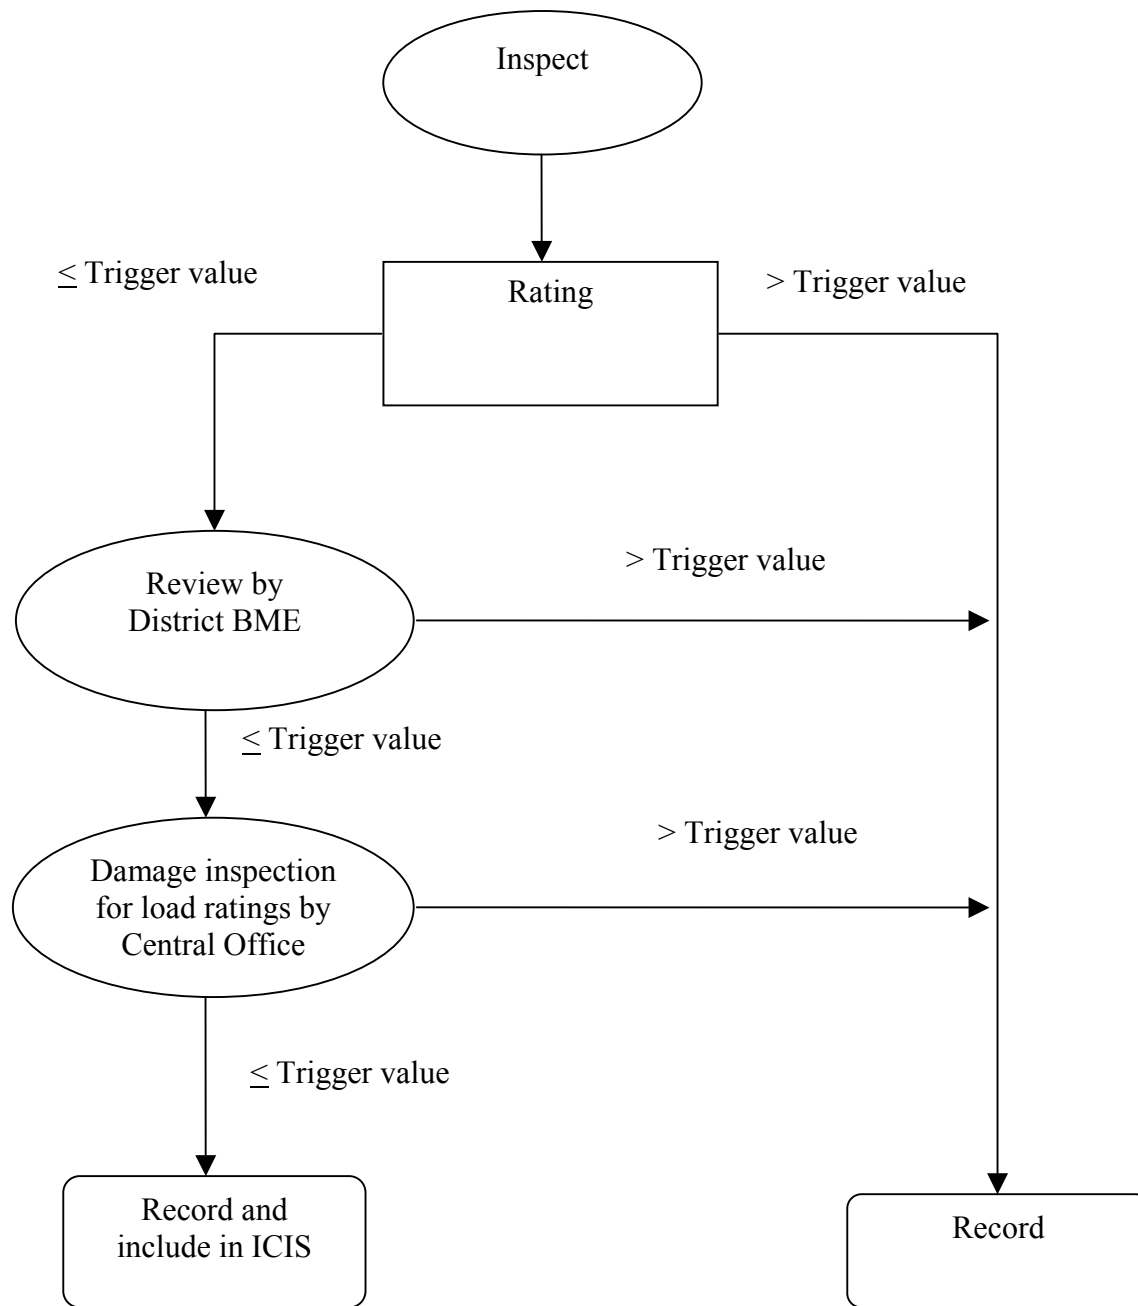 Inspect
≤ Trigger value
Rating
> Trigger value
Review by
District BME
> Trigger value
≤ Trigger value
Damage inspection
for load ratings by
Central Office
> Trigger value
≤ Trigger value
Record and
include in ICIS
Record